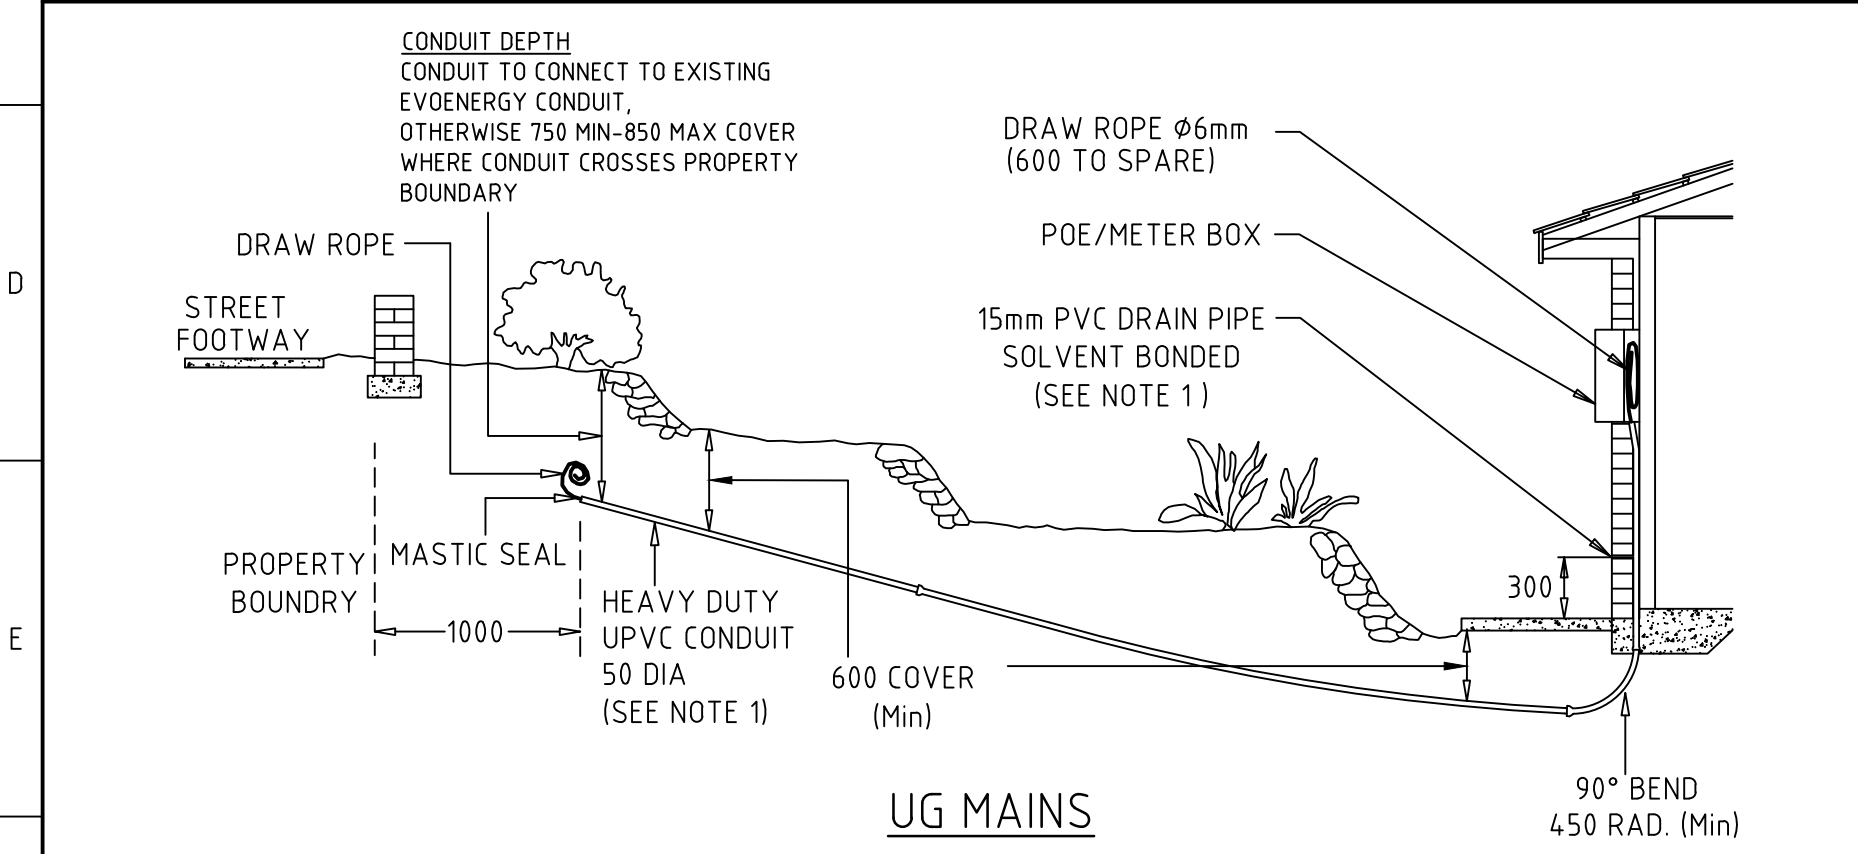 CONDUIT DEPTH
CONDUIT TO CONNECT TO EXISTING
EVOENERGY CONDUIT,
OTHERWISE 750 MIN-850 MAX COVER
WHERE CONDUIT CROSSES PROPERTY
BOUNDARY
DRAW ROPE
STREET
FOOTWAY
D
DRAW ROPE Ø6mm
(600 TO SPARE)
POE/METER BOX
15mm PVC DRAIN PIPE
SOLVENT BONDED
(SEE NOTE 1 )
MASTIC SEAL
PROPERTY
BOUNDRY
1000
HEAVY DUTY
UPVC CONDUIT
50 DIA
(SEE NOTE 1)
600 COVER
(Min)
300
E
90° BEND
450 RAD. (Min)
UG MAINS